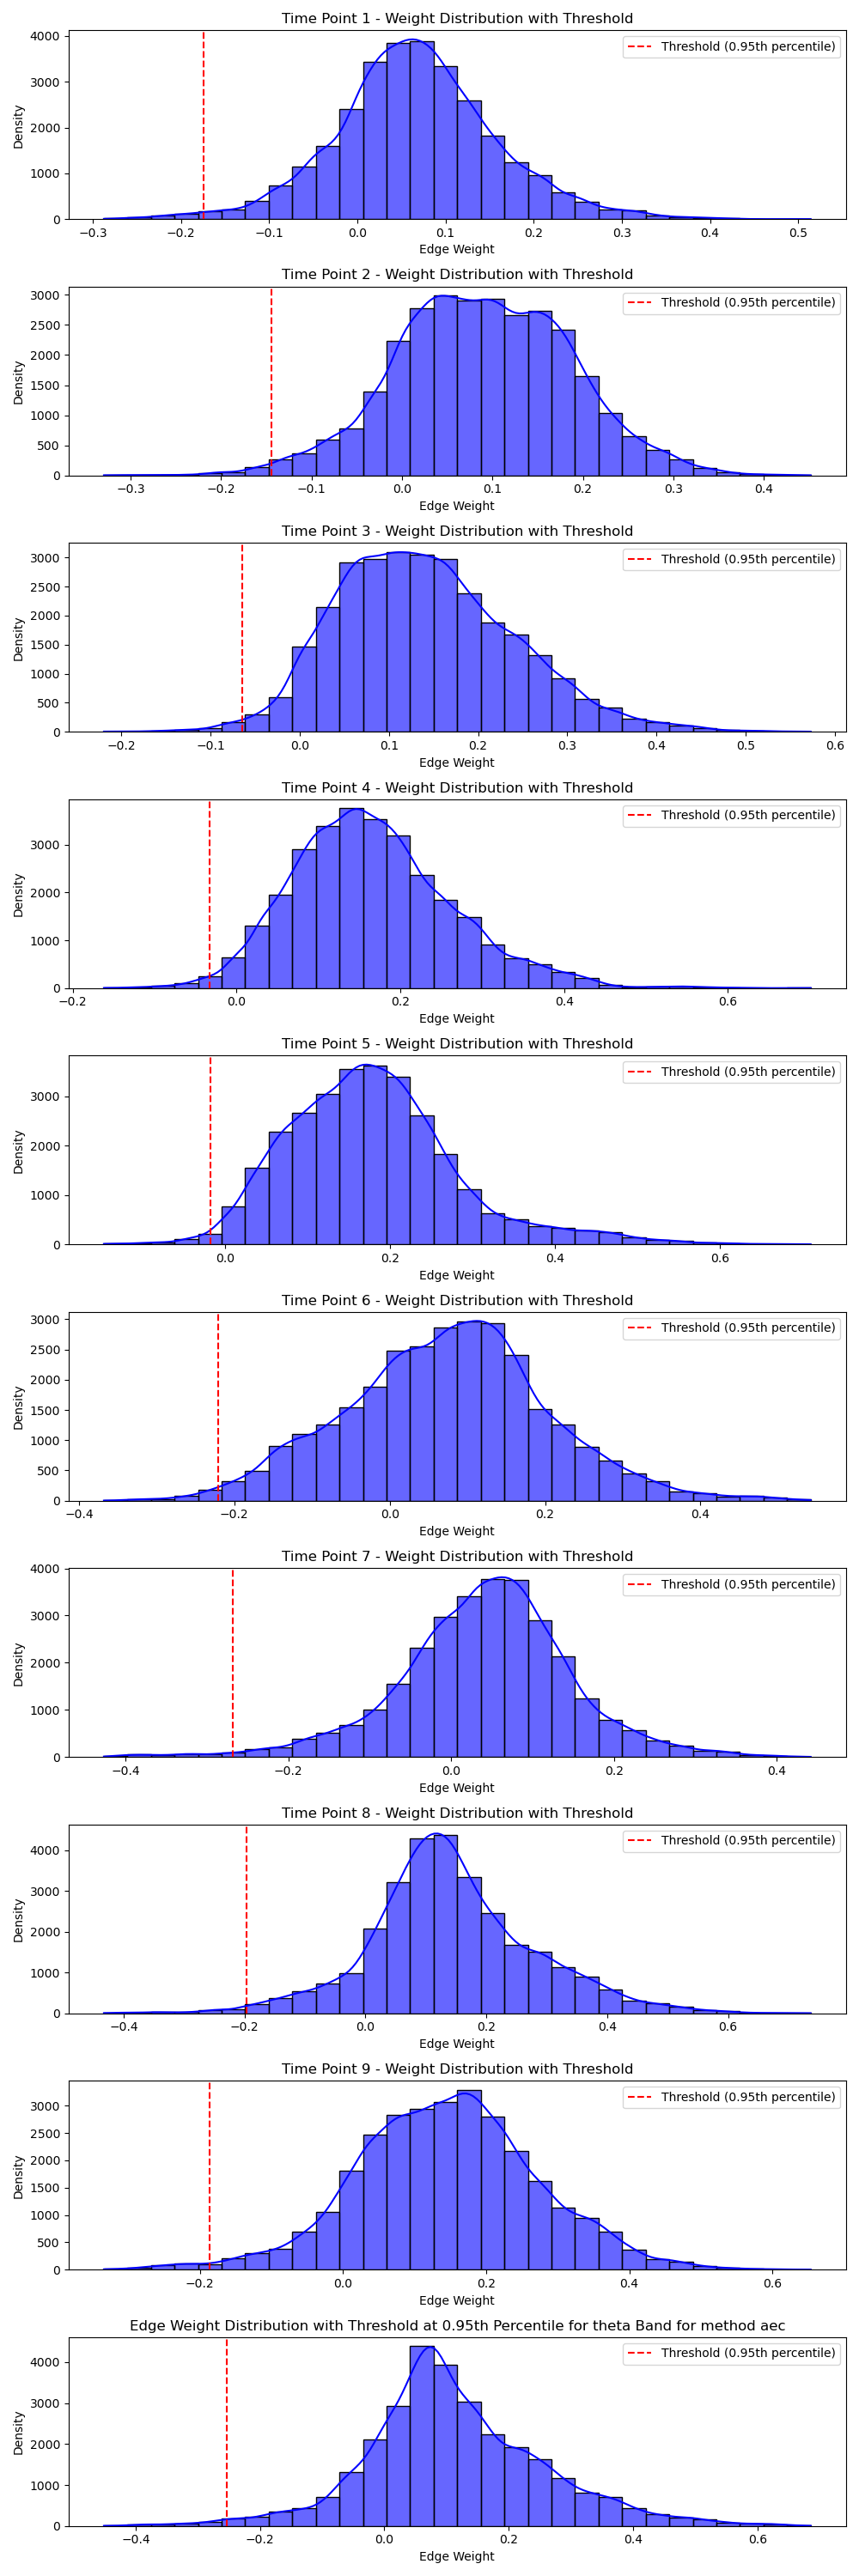 Time Point 1 - Weight Distribution with Threshold
Threshold (0.95th percentile)
Density
4000
3000
2000
1000
0
−0.3 −0.2 −0.1 0.0 0.1 0.2 0.3 0.4 0.5
Edge Weight
Time Point 2 - Weight Distribution with Threshold
Threshold (0.95th percentile)
Density
3000
2500
2000
1500
1000
500
0
−0.3 −0.2 −0.1 0.0 0.1 0.2 0.3 0.4
Edge Weight
Time Point 3 - Weight Distribution with Threshold
Threshold (0.95th percentile)
Density
3000
2500
2000
1500
1000
500
0
−0.2 −0.1 0.0 0.1 0.2 0.3 0.4 0.5 0.6
Edge Weight
Time Point 4 - Weight Distribution with Threshold
Threshold (0.95th percentile)
Density
3000
2000
1000
0
−0.2 0.0 0.2 0.4 0.6
Edge Weight
Time Point 5 - Weight Distribution with Threshold
Threshold (0.95th percentile)
Density
3000
2000
1000
0
0.0 0.2 0.4 0.6
Edge Weight
Time Point 6 - Weight Distribution with Threshold
Threshold (0.95th percentile)
Density
3000
2500
2000
1500
1000
500
0
−0.4 −0.2 0.0 0.2 0.4
Edge Weight
Time Point 7 - Weight Distribution with Threshold
Threshold (0.95th percentile)
Density
4000
3000
2000
1000
0
−0.4 −0.2 0.0 0.2 0.4
Edge Weight
Time Point 8 - Weight Distribution with Threshold
Threshold (0.95th percentile)
Density
4000
3000
2000
1000
0
−0.4 −0.2 0.0 0.2 0.4 0.6
Edge Weight
Time Point 9 - Weight Distribution with Threshold
Threshold (0.95th percentile)
Density
3000
2500
2000
1500
1000
500
0
−0.2 0.0 0.2 0.4 0.6
Edge Weight
Edge Weight Distribution with Threshold at 0.95th Percentile for theta Band for method aec
Threshold (0.95th percentile)
Density
4000
3000
2000
1000
0
−0.4 −0.2 0.0 0.2 0.4 0.6
Edge Weight